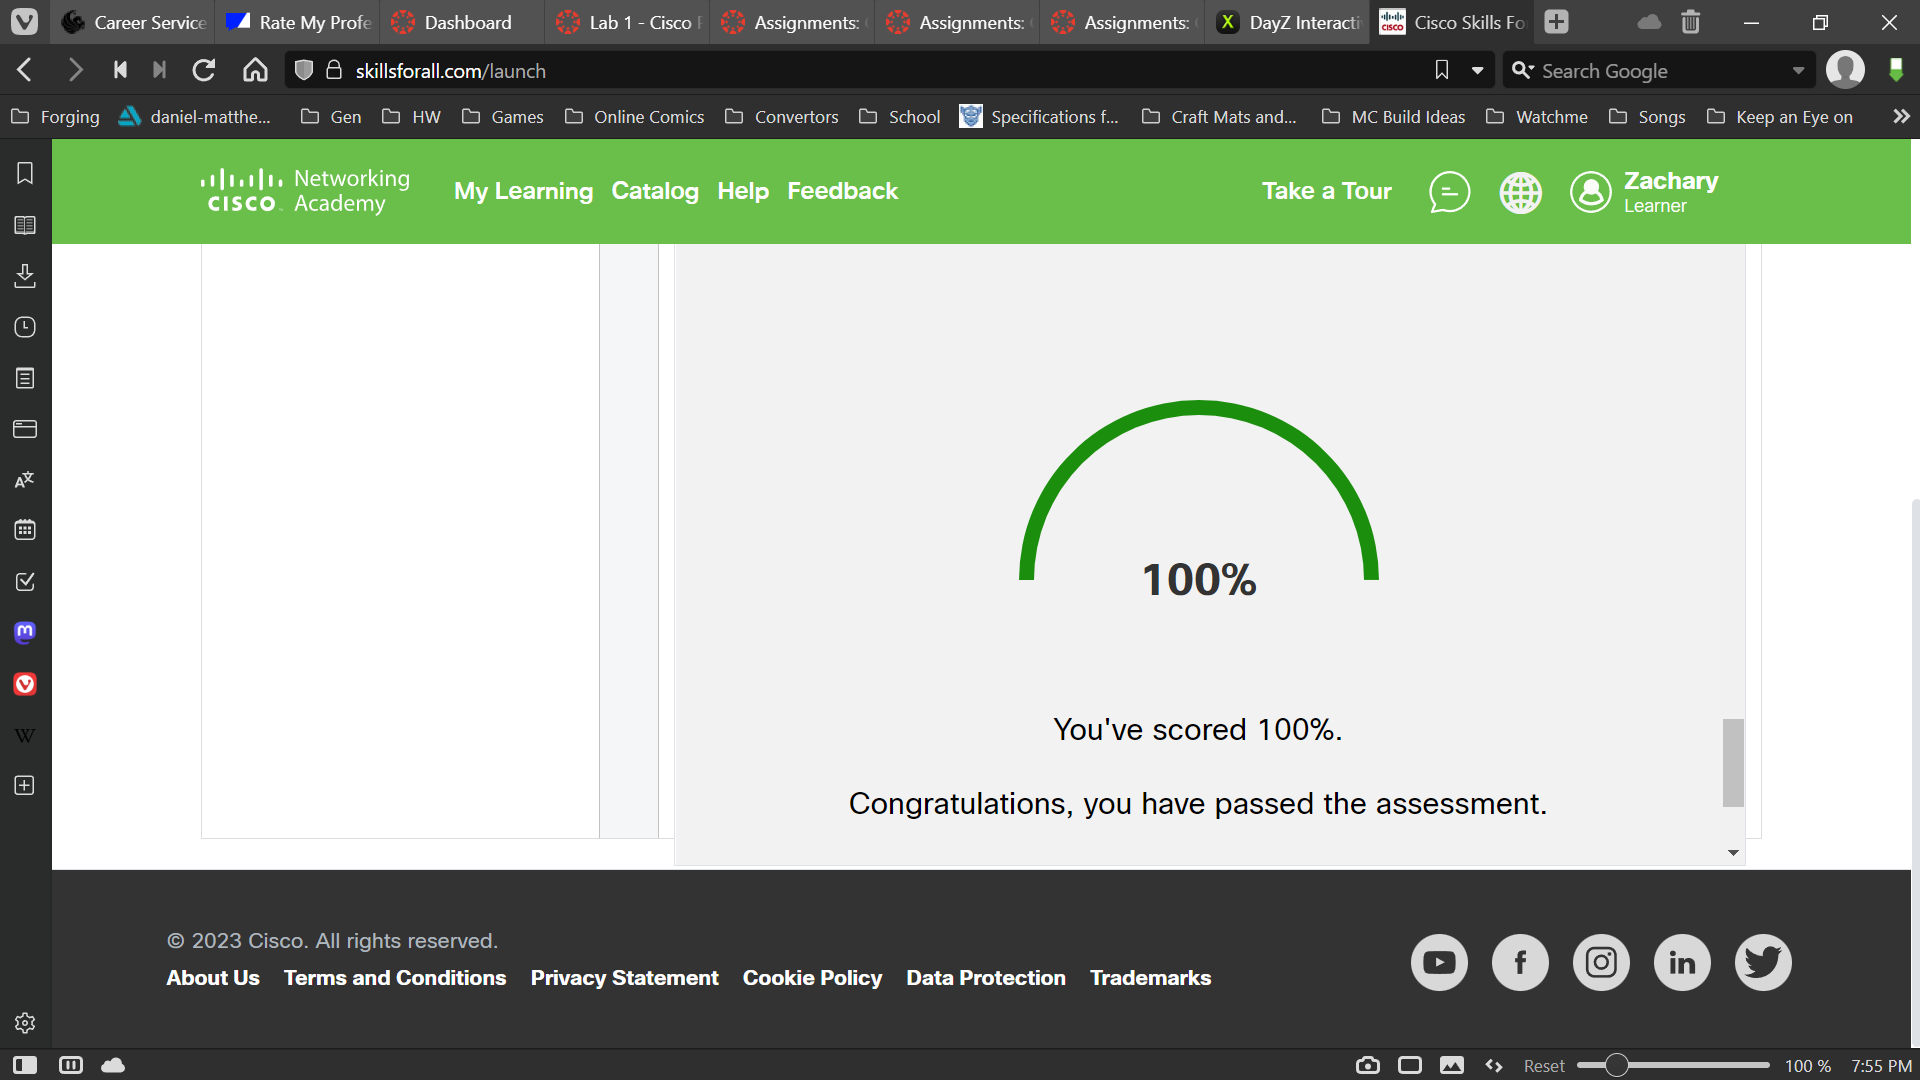 Career Service
Rate My Profe
Dashboard
Lab 1 - Cisco P
Assignments:
Assignments:
Assignments:
X
DayZ Interacti
CISCO
Cisco Skills Fo
skillsforall.com/launch
Search Google
Forging
daniel-matthe...
Gen
HW
Games
Online Comics
Convertors
School
Specifications f...
Craft Mats and...
MC Build Ideas
Watchme
Songs
Keep an Eye on
CISCO
Networking
Academy
My Learning
Catalog
Help
Feedback
Take a Tour
Zachary
Learner
W
100%
You've scored 100%.
Congratulations, you have passed the assessment.
© 2023 Cisco. All rights reserved.
About Us
Terms and Conditions
Privacy Statement
Cookie Policy
Data Protection
Trademarks
f
in
Reset
100 %
7:55 PM